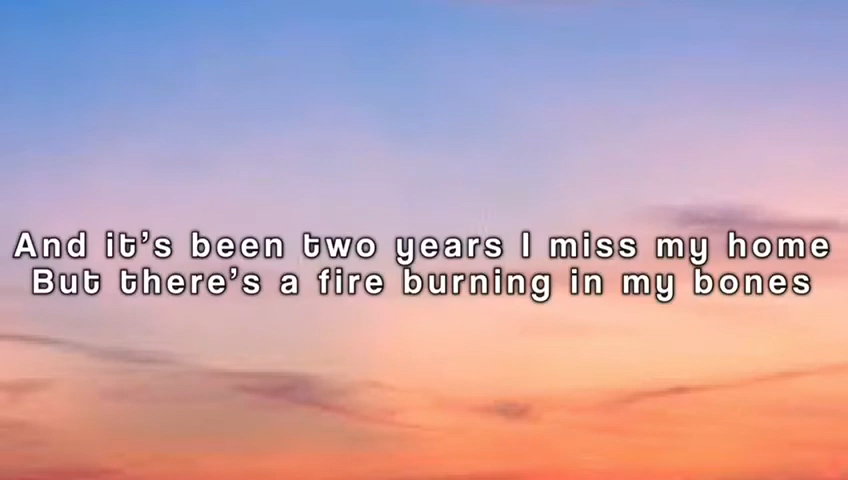 And it's been two years I miss my home
But there's a fire burning in my bones